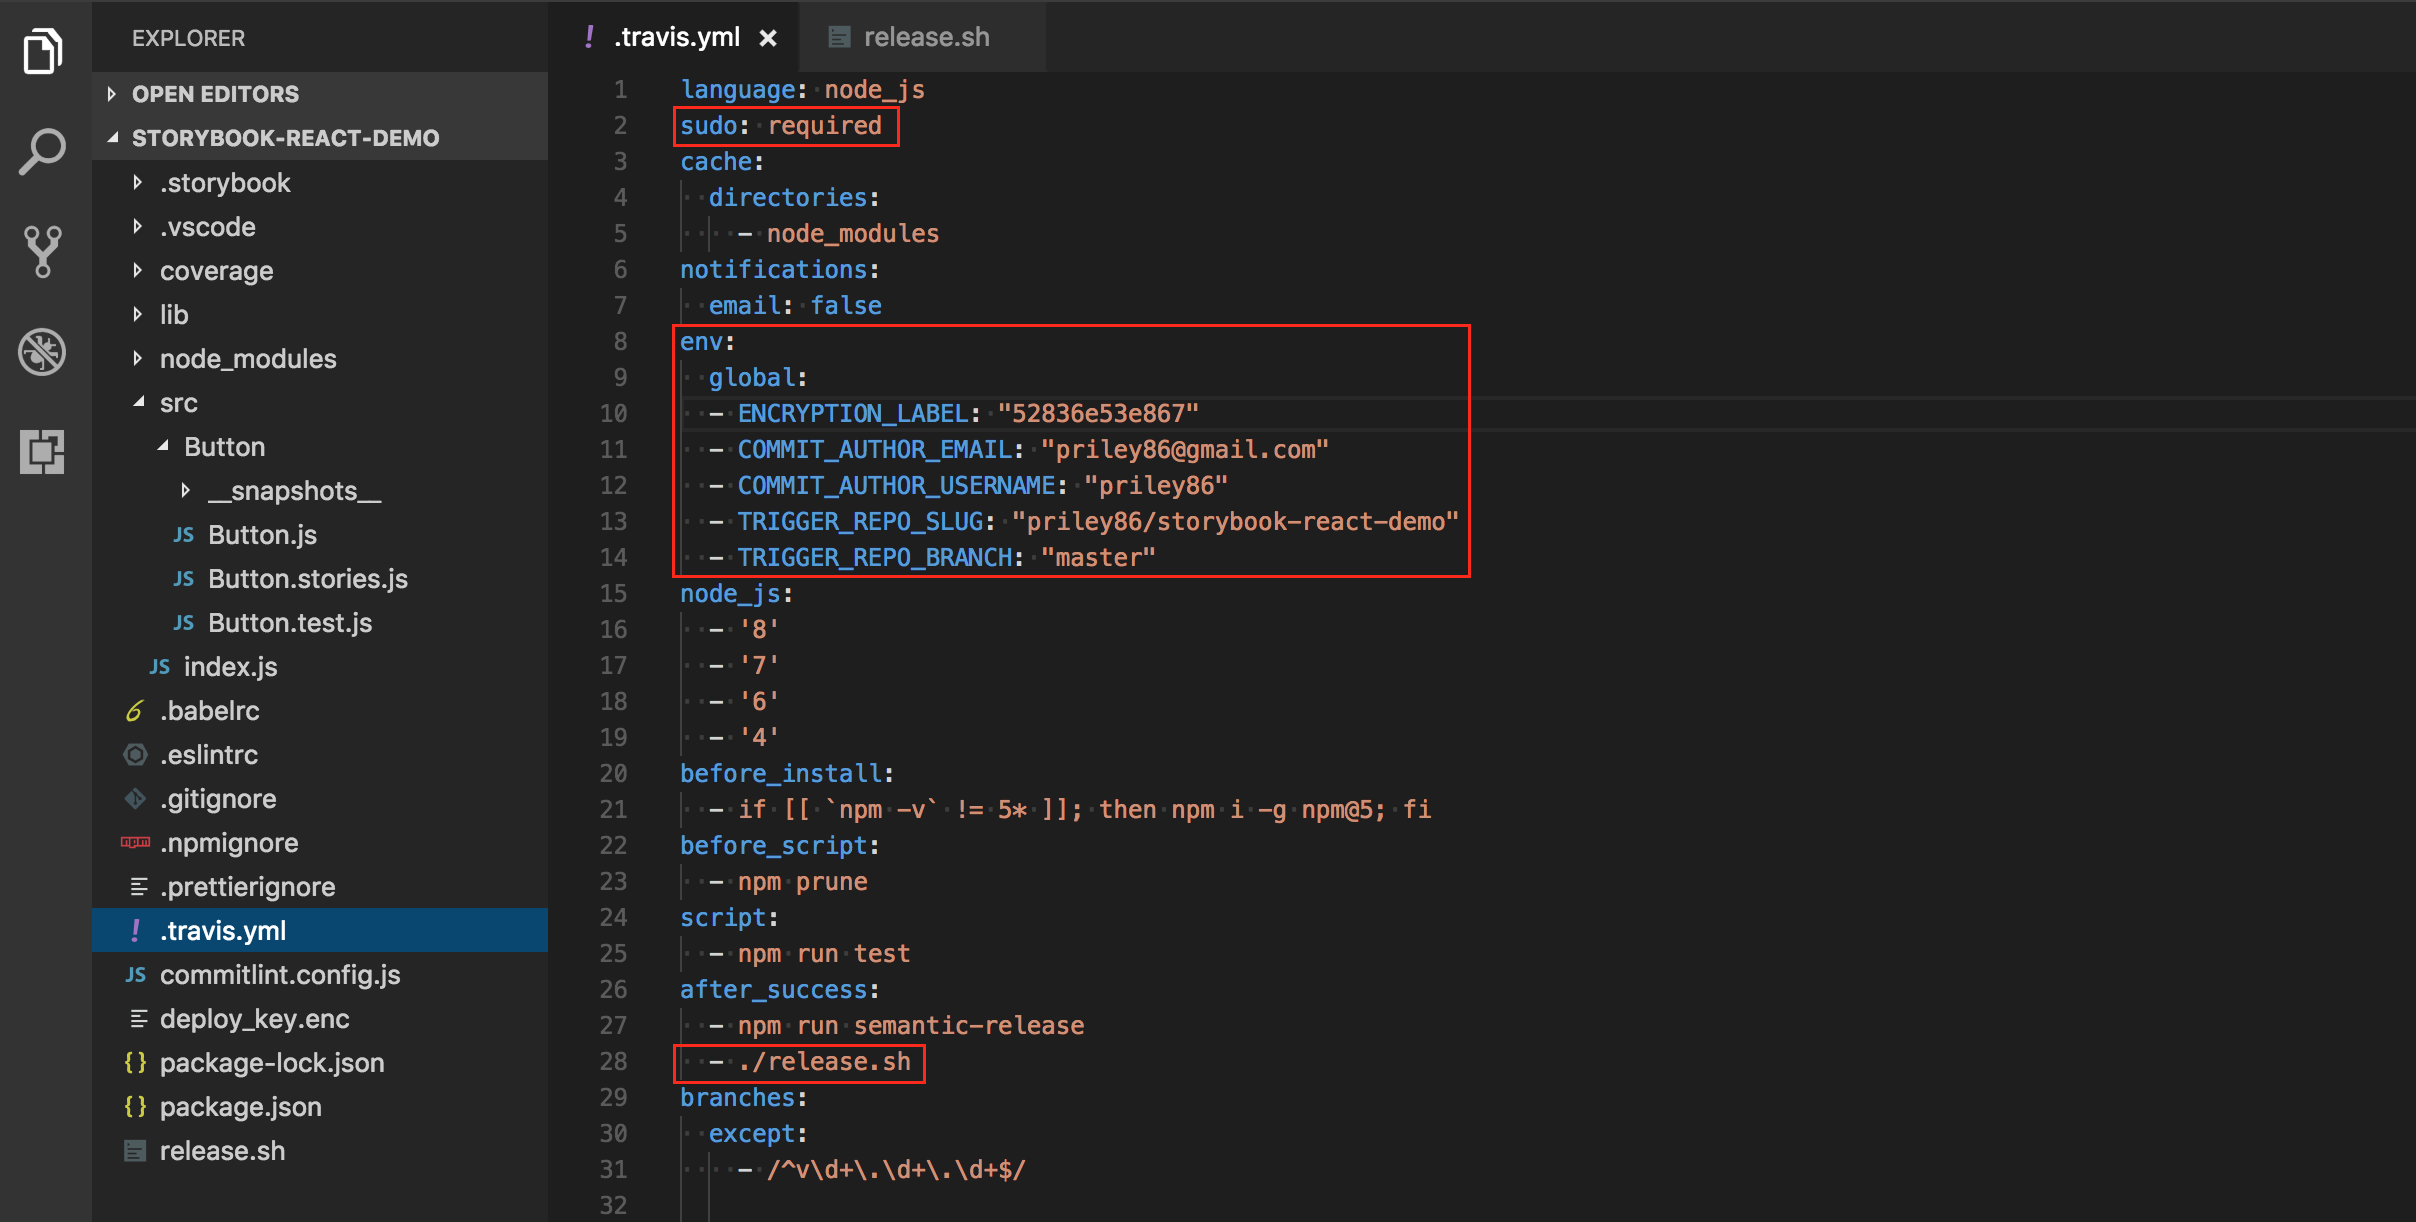 EXPLORER
OPEN EDITORS
STORYBOOK-REACT-DEMO
.storybook
.vscode
coverage
lib
node_modules
src
Button
__snapshots__
JS Button.js
JS Button.stories.js
JS Button.test.js
JS index.js
6 .babelrc
.eslintrc
.gitignore
npm .npmignore
.prettierignore
! .travis.yml
JS commitlint.config.js
deploy_key.enc
{} package-lock.json
{} package.json
release.sh
! .travis.yml ×
release.sh
1 language: node_js
2 sudo: required
3 cache:
4   directories:
5     - node_modules
6 notifications:
7   email: false
8 env:
9   global:
10   - ENCRYPTION_LABEL: "52836e53e867"
11   - COMMIT_AUTHOR_EMAIL: "priley86@gmail.com"
12   - COMMIT_AUTHOR_USERNAME: "priley86"
13   - TRIGGER_REPO_SLUG: "priley86/storybook-react-demo"
14   - TRIGGER_REPO_BRANCH: "master"
15 node_js:
16   - '8'
17   - '7'
18   - '6'
19   - '4'
20 before_install:
21   - if [[ `npm -v` != 5* ]]; then npm i -g npm@5; fi
22 before_script:
23   - npm prune
24 script:
25   - npm run test
26 after_success:
27   - npm run semantic-release
28   - ./release.sh
29 branches:
30   except:
31     - /^v\d+\.\d+\.\d+$/
32